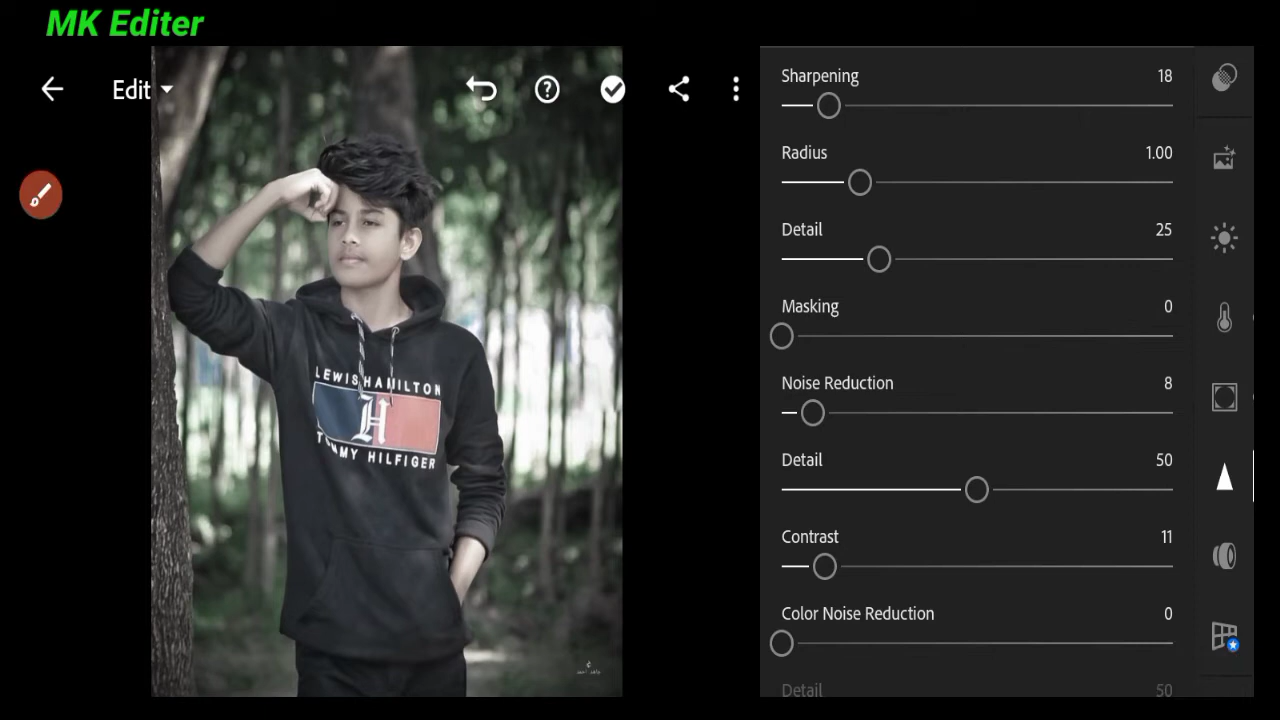 MK Editer
Edit
LEWIS HAMILTON
H
TOMMY HILFIGER
Sharpening 18
Radius 1.00
Detail 25
Masking 0
Noise Reduction 8
Detail 50
Contrast 11
Color Noise Reduction 0
Detail 50